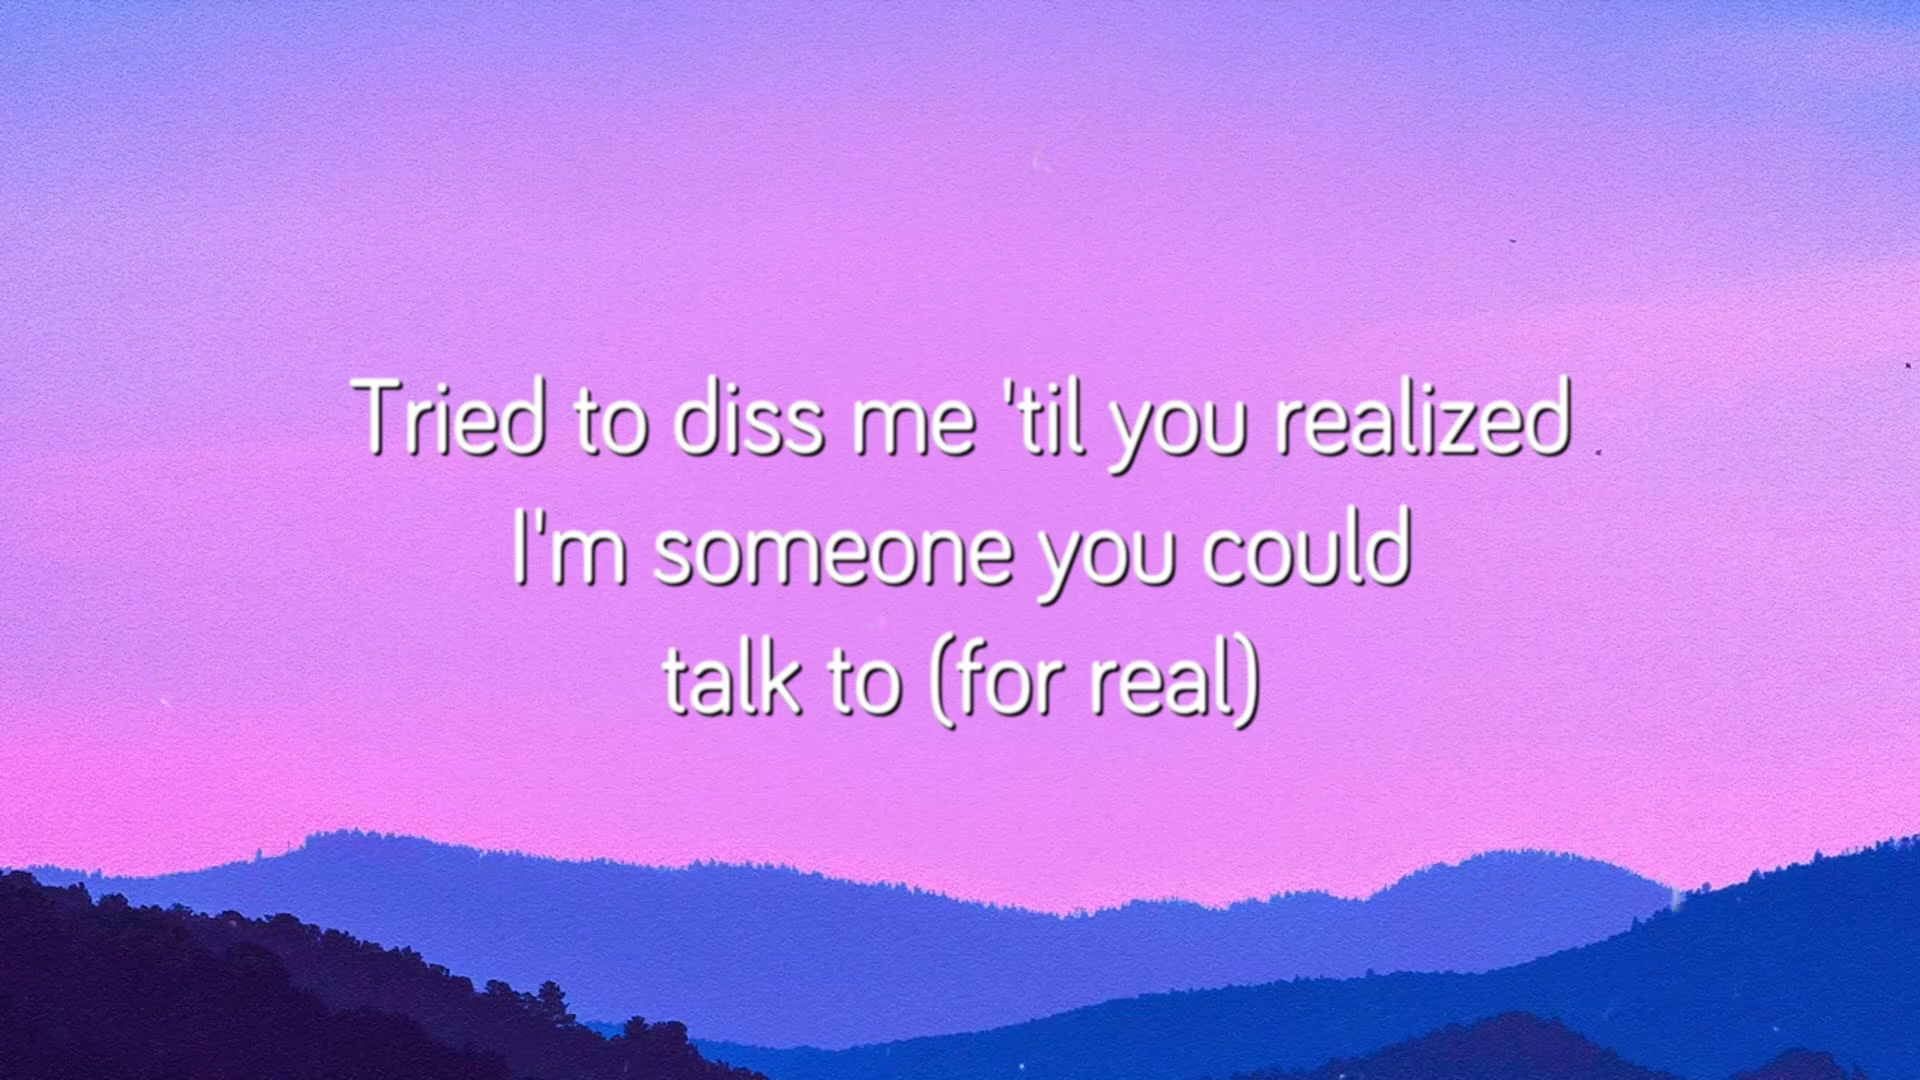 Tried to diss me 'til you realized
I'm someone you could
talk to (for real)